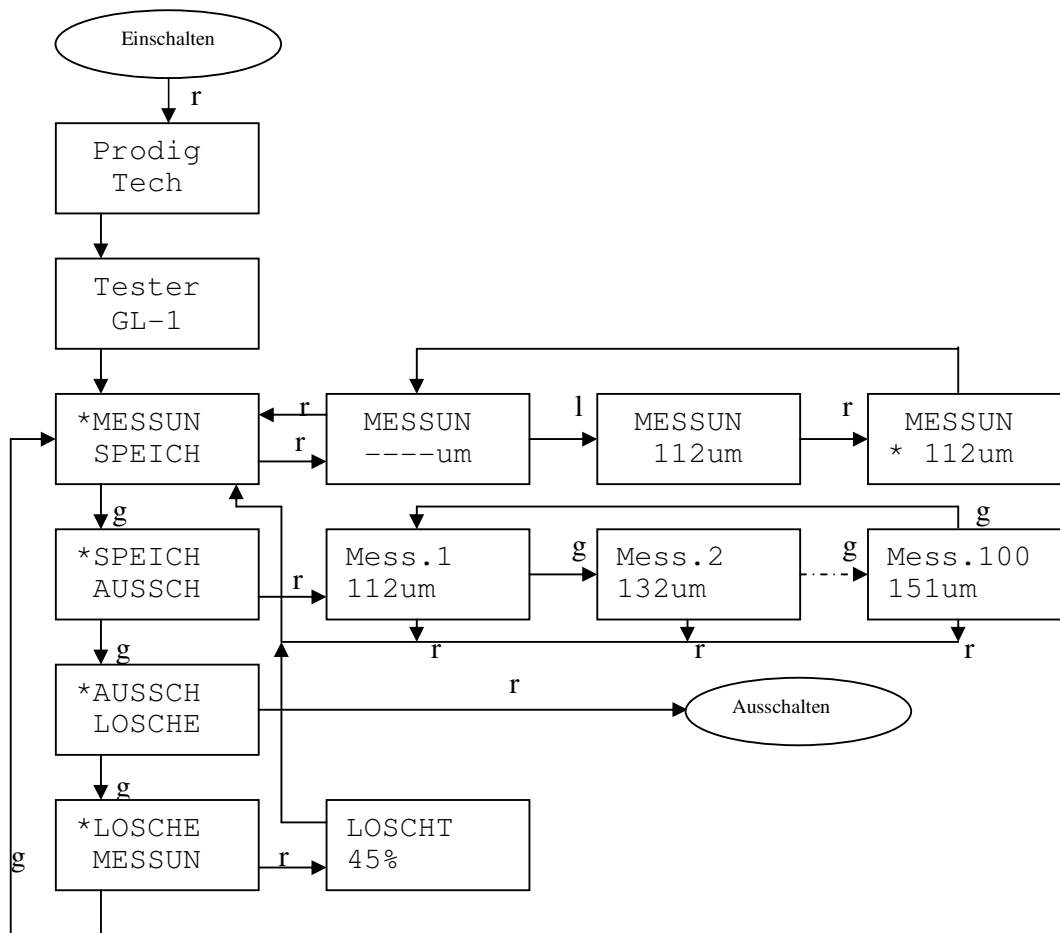 Einschalten
r
Prodig
Tech
Tester
GL-1
*MESSUN
SPEICH
r
r
MESSUN
----um
l
MESSUN
112um
r
MESSUN
* 112um
g
*SPEICH
AUSSCH
r
Mess.1
112um
g
Mess.2
132um
g
Mess.100
151um
g
r
r
r
g
*AUSSCH
LOSCHE
r
Ausschalten
g
*LOSCHE
MESSUN
r
LOSCHT
45%
g